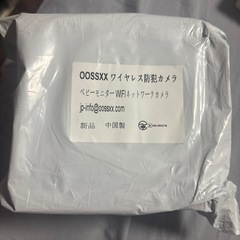 OOSSXX ワイヤレス防犯カメラ
ベビーモニター WIFIネットワークカメラ
jp-info@oossxx.com
新品 中国製